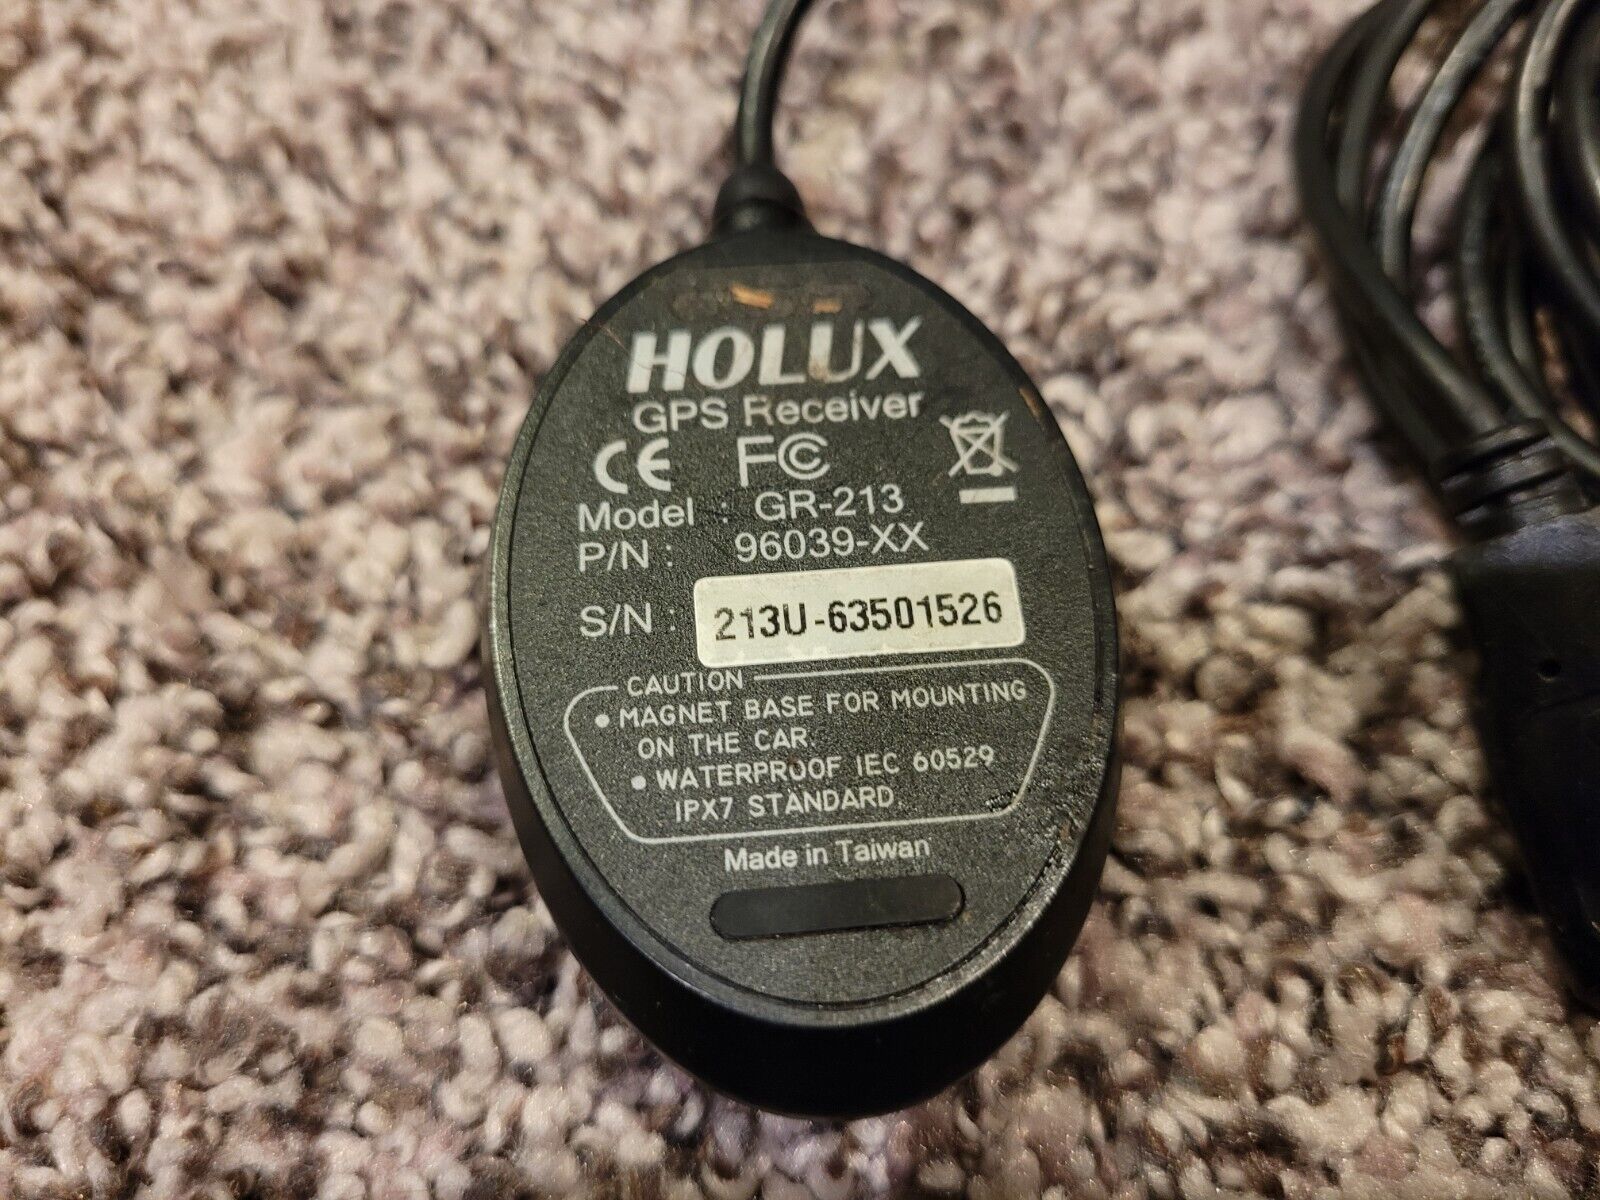 HOLUX
GPS Receiver
CE FC
Model : GR-213
P/N : 96039-XX
S/N : 213U-63501526
CAUTION
• MAGNET BASE FOR MOUNTING
ON THE CAR.
• WATERPROOF IEC 60529
IPX7 STANDARD.
Made in Taiwan